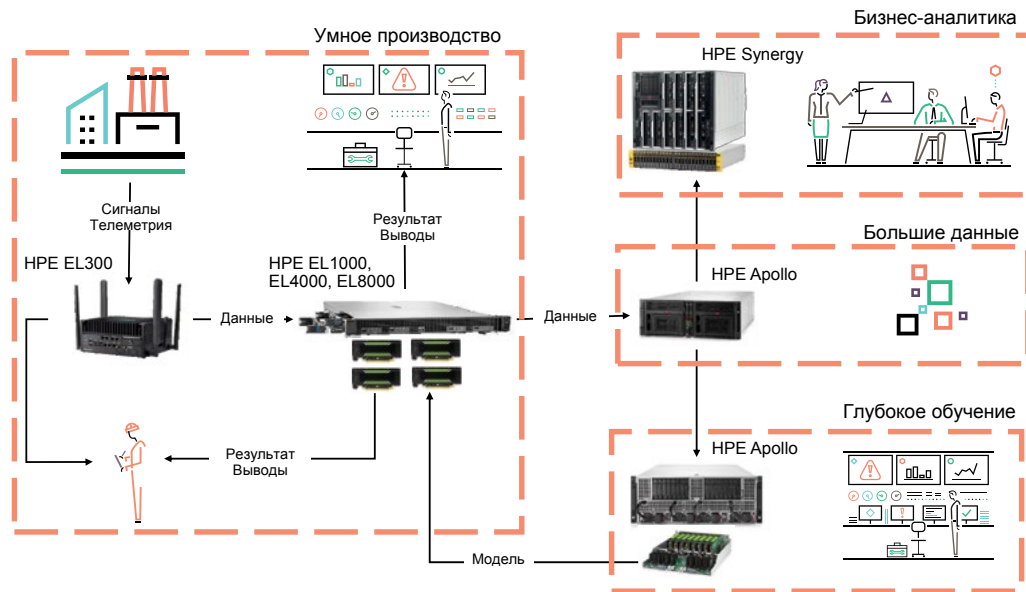 Умное производство
Сигналы
Телеметрия
Результат
Выводы
HPE EL300
HPE EL1000,
EL4000, EL8000
Данные
Данные
Результат
Выводы
Модель
Бизнес-аналитика
HPE Synergy
Большие данные
HPE Apollo
Глубокое обучение
HPE Apollo